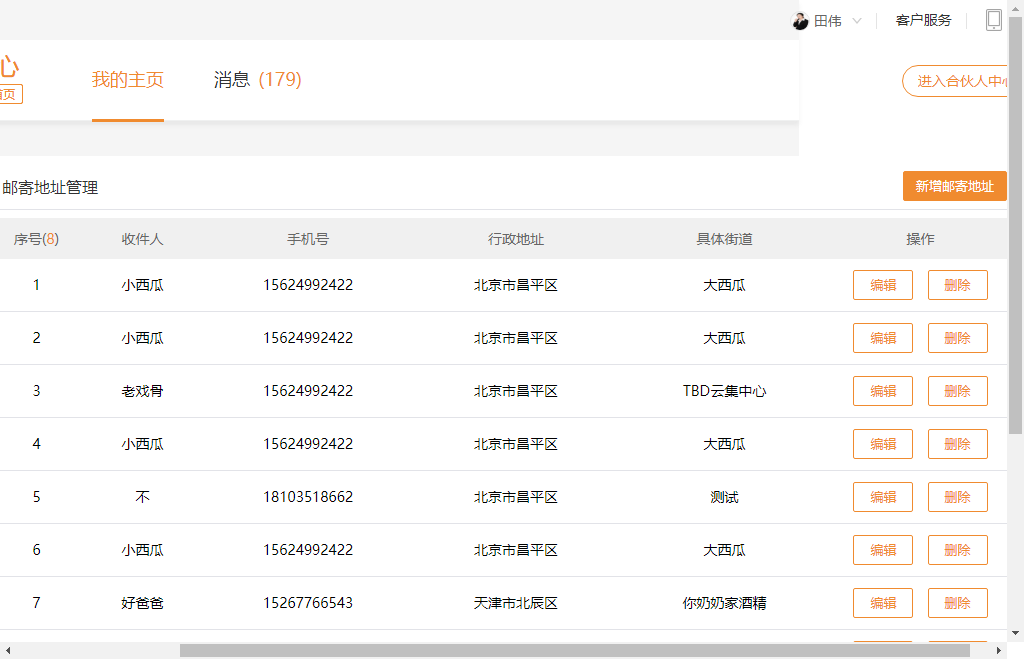 田伟 客户服务
心
我的主页 消息 (179)
首页
进入合伙人中心
邮寄地址管理 新增邮寄地址
序号(8) 收件人 手机号 行政地址 具体街道 操作
1 小西瓜 15624992422 北京市昌平区 大西瓜 编辑 删除
2 小西瓜 15624992422 北京市昌平区 大西瓜 编辑 删除
3 老戏骨 15624992422 北京市昌平区 TBD云集中心 编辑 删除
4 小西瓜 15624992422 北京市昌平区 大西瓜 编辑 删除
5 不 18103518662 北京市昌平区 测试 编辑 删除
6 小西瓜 15624992422 北京市昌平区 大西瓜 编辑 删除
7 好爸爸 15267766543 天津市北辰区 你奶奶家酒精 编辑 删除